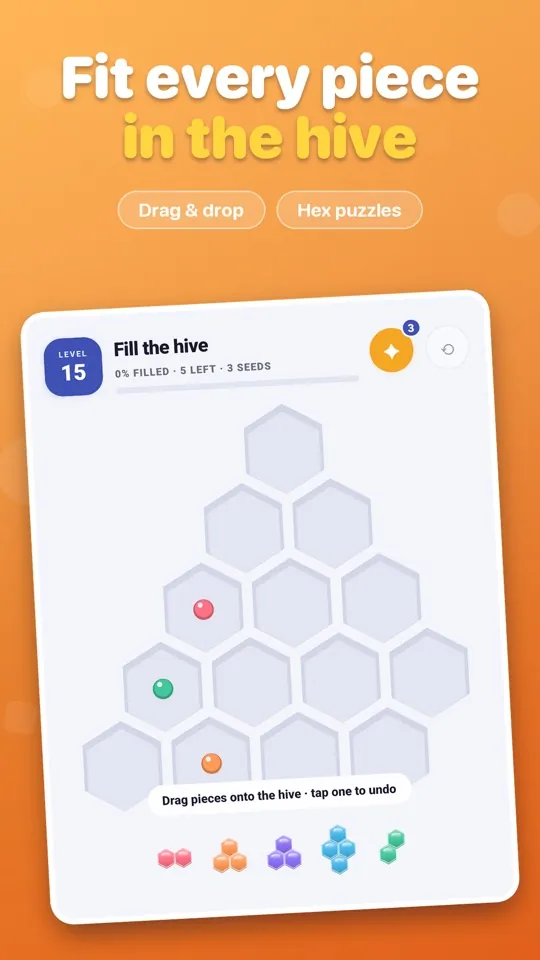 Fit every piece
in the hive
Drag & drop
Hex puzzles
LEVEL
15
Fill the hive
0% FILLED · 5 LEFT · 3 SEEDS
3
Drag pieces onto the hive · tap one to undo